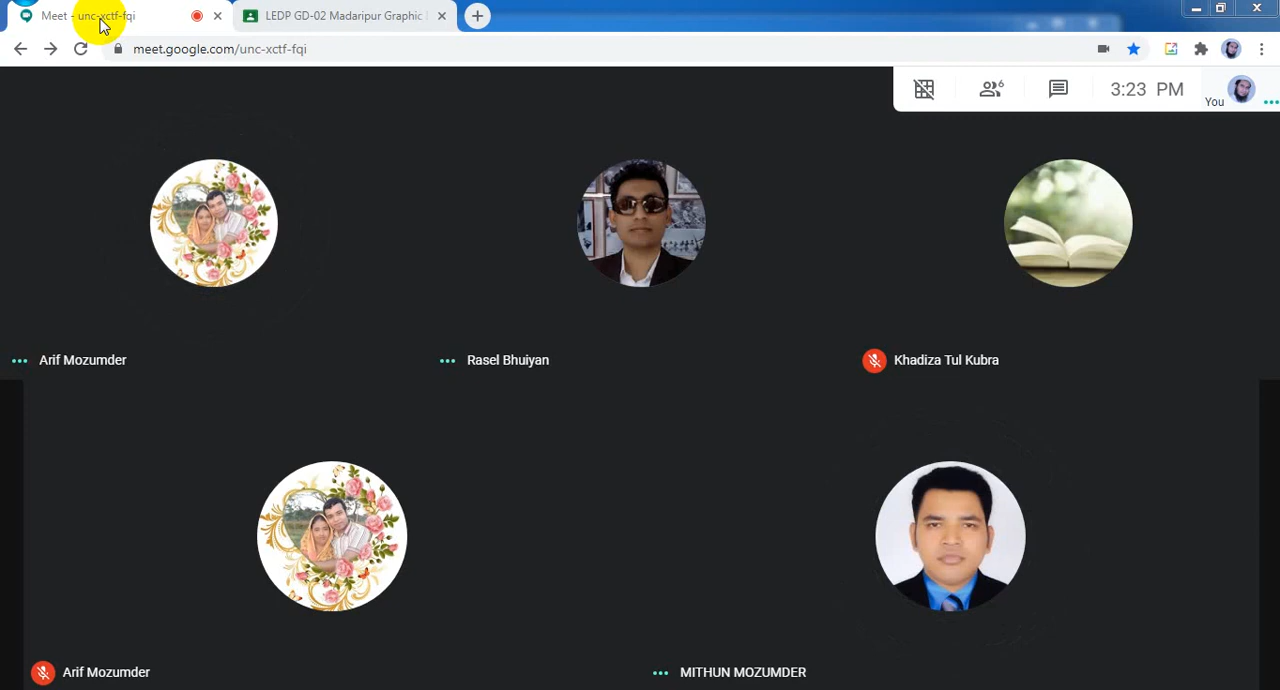 Meet - unc-xctf-fqi
LEDP GD-02 Madaripur Graphic
meet.google.com/unc-xctf-fqi
6
3:23 PM
You
Arif Mozumder
Rasel Bhuiyan
Khadiza Tul Kubra
Arif Mozumder
MITHUN MOZUMDER